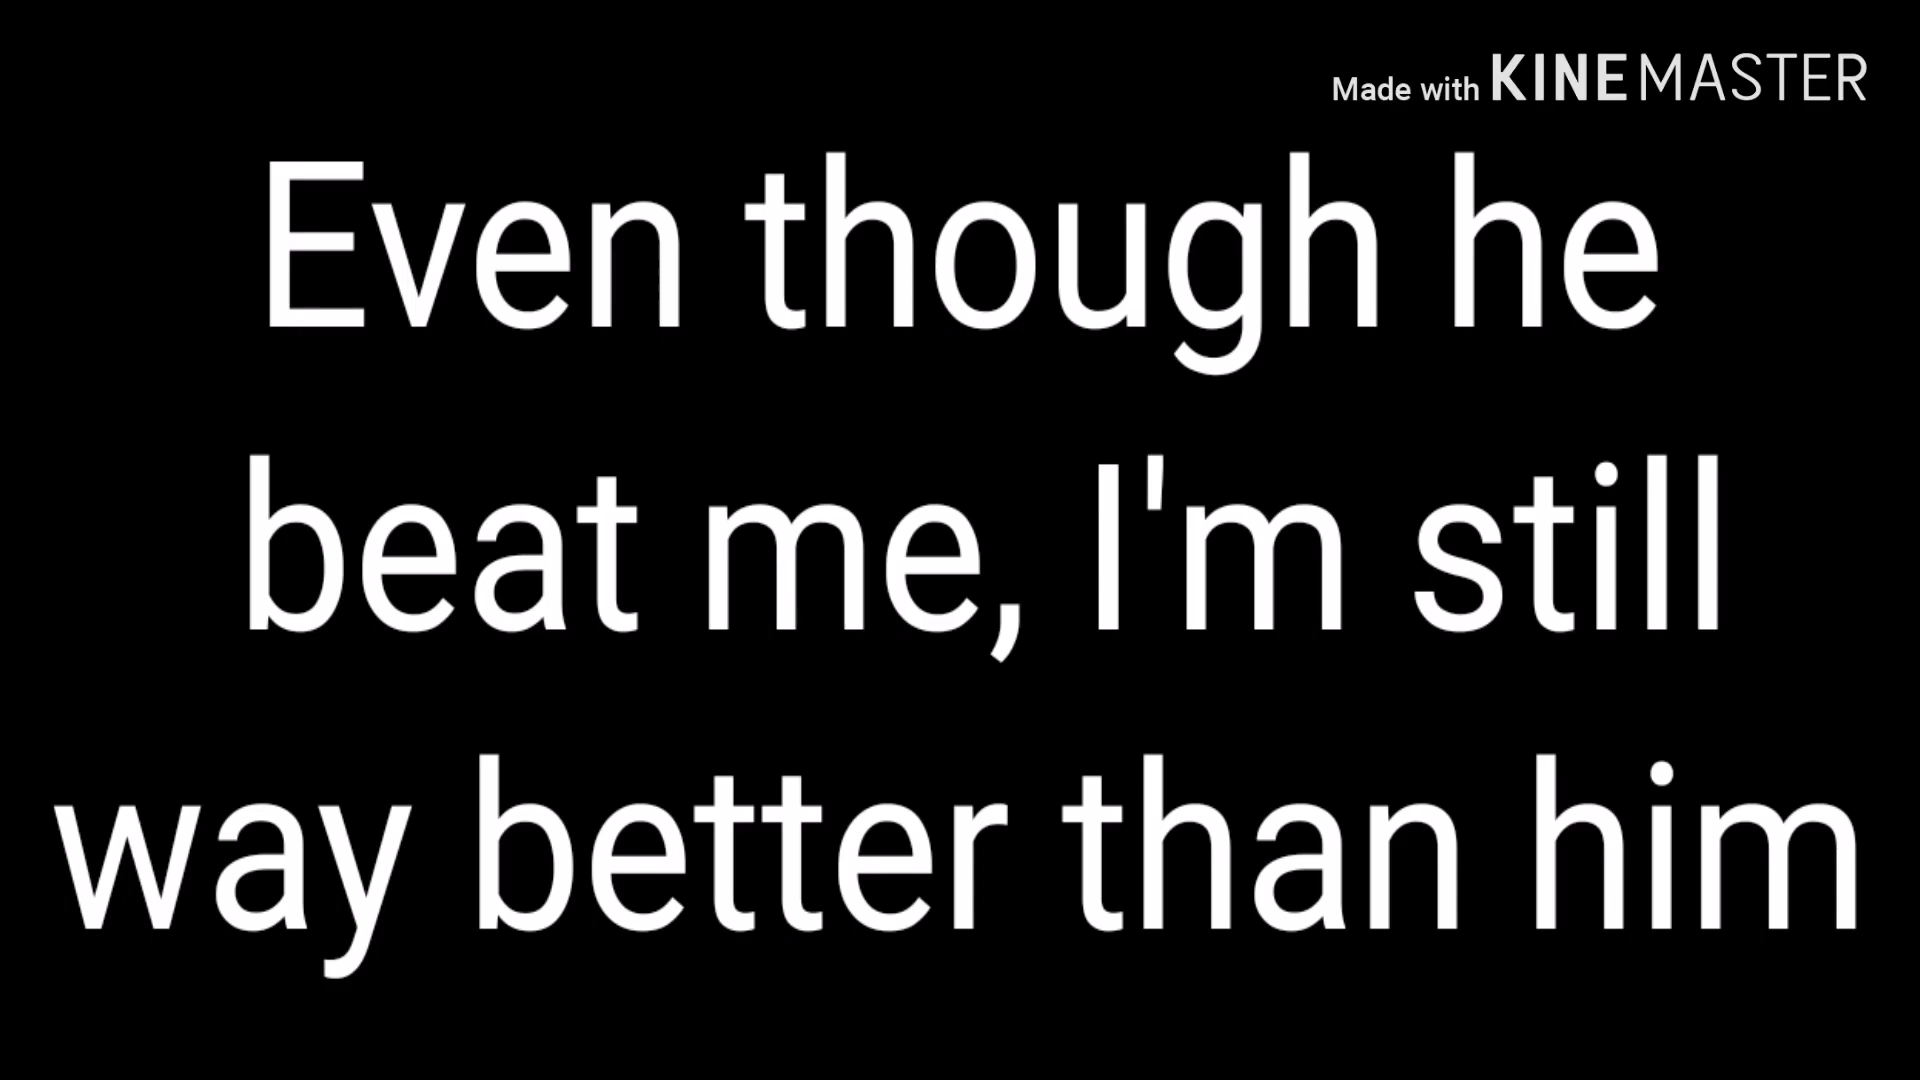 Made with KINEMASTER
Even though he
beat me, I'm still
way better than him